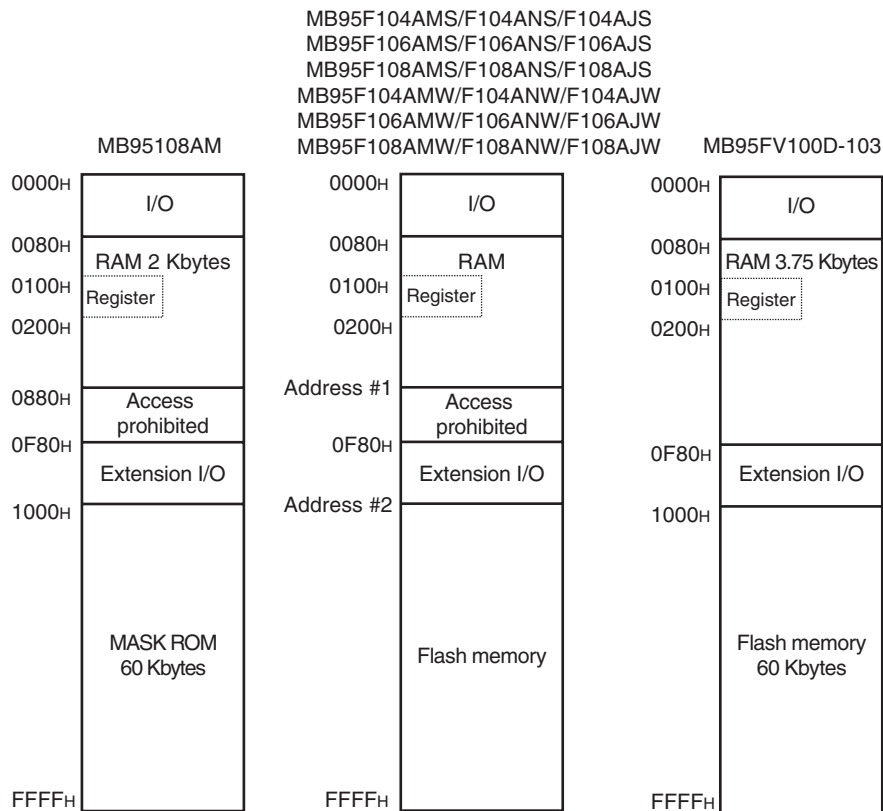 MB95F104AMS/F104ANS/F104AJS
MB95F106AMS/F106ANS/F106AJS
MB95F108AMS/F108ANS/F108AJS
MB95F104AMW/F104ANW/F104AJW
MB95F106AMW/F106ANW/F106AJW
MB95F108AMW/F108ANW/F108AJW
MB95108AM
0000H
I/O
0080H
RAM 2 Kbytes
0100H
Register
0200H
0880H
Access
prohibited
0F80H
Extension I/O
1000H
MASK ROM
60 Kbytes
FFFFH
0000H
I/O
0080H
RAM
0100H
Register
0200H
Address #1
Access
prohibited
0F80H
Extension I/O
Address #2
Flash memory
FFFFH
MB95FV100D-103
0000H
I/O
0080H
RAM 3.75 Kbytes
0100H
Register
0200H
0F80H
Extension I/O
1000H
Flash memory
60 Kbytes
FFFFH